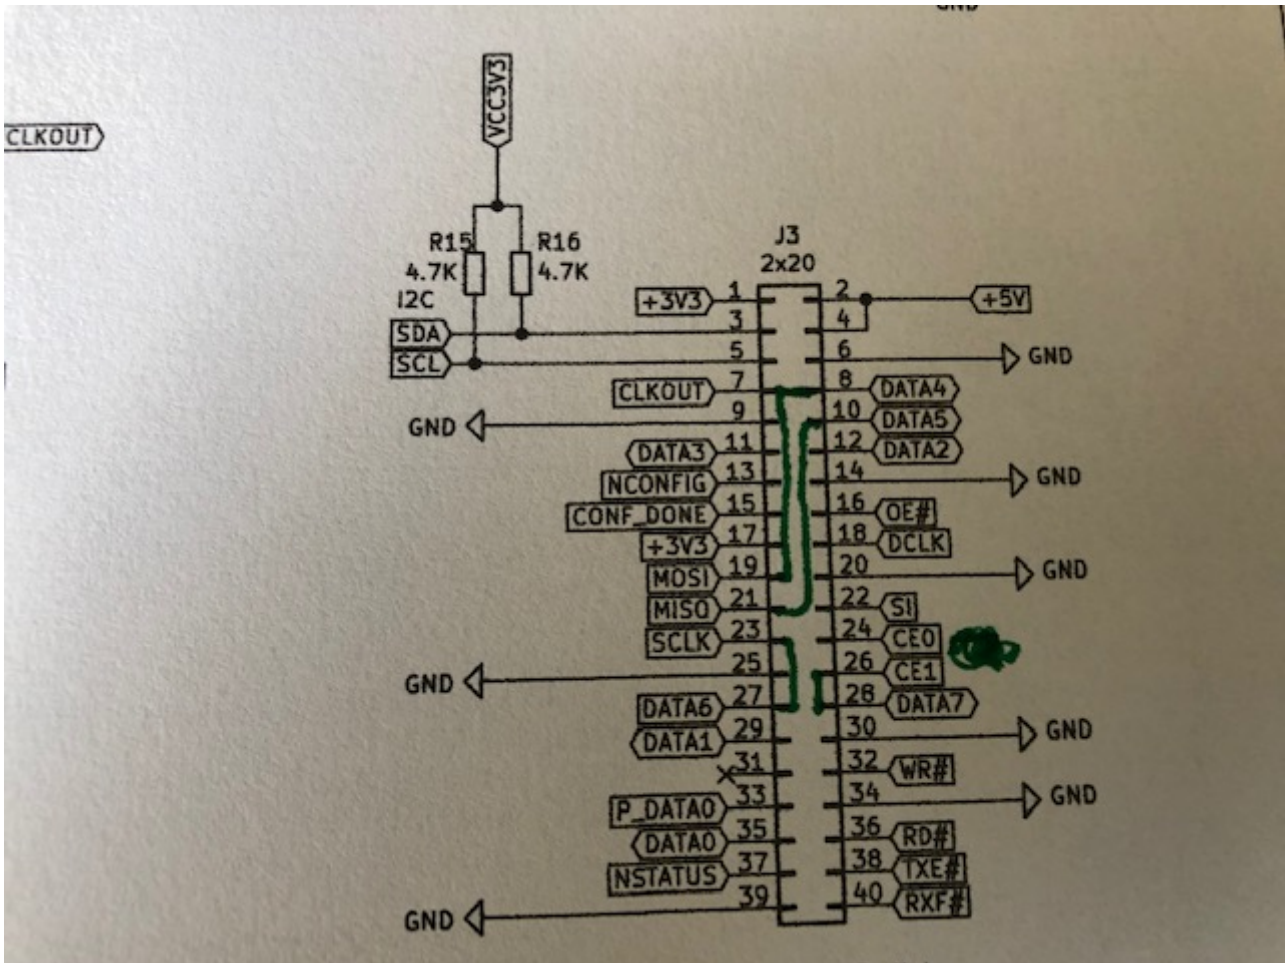 GND
VCC3V3
CLKOUT
R15 R16
4.7K 4.7K
J3
2x20
I2C
+3V3 1 2 +5V
SDA 3 4
SCL 5 6 GND
CLKOUT 7 8 DATA4
GND 9 10 DATA5
DATA3 11 12 DATA2
NCONFIG 13 14 GND
CONF_DONE 15 16 OE#
+3V3 17 18 DCLK
MOSI 19 20 GND
MISO 21 22 SI
SCLK 23 24 CE0
GND 25 26 CE1
DATA6 27 28 DATA7
DATA1 29 30 GND
31 32 WR#
P_DATA0 33 34 GND
DATA0 35 36 RD#
NSTATUS 37 38 TXE#
GND 39 40 RXF#